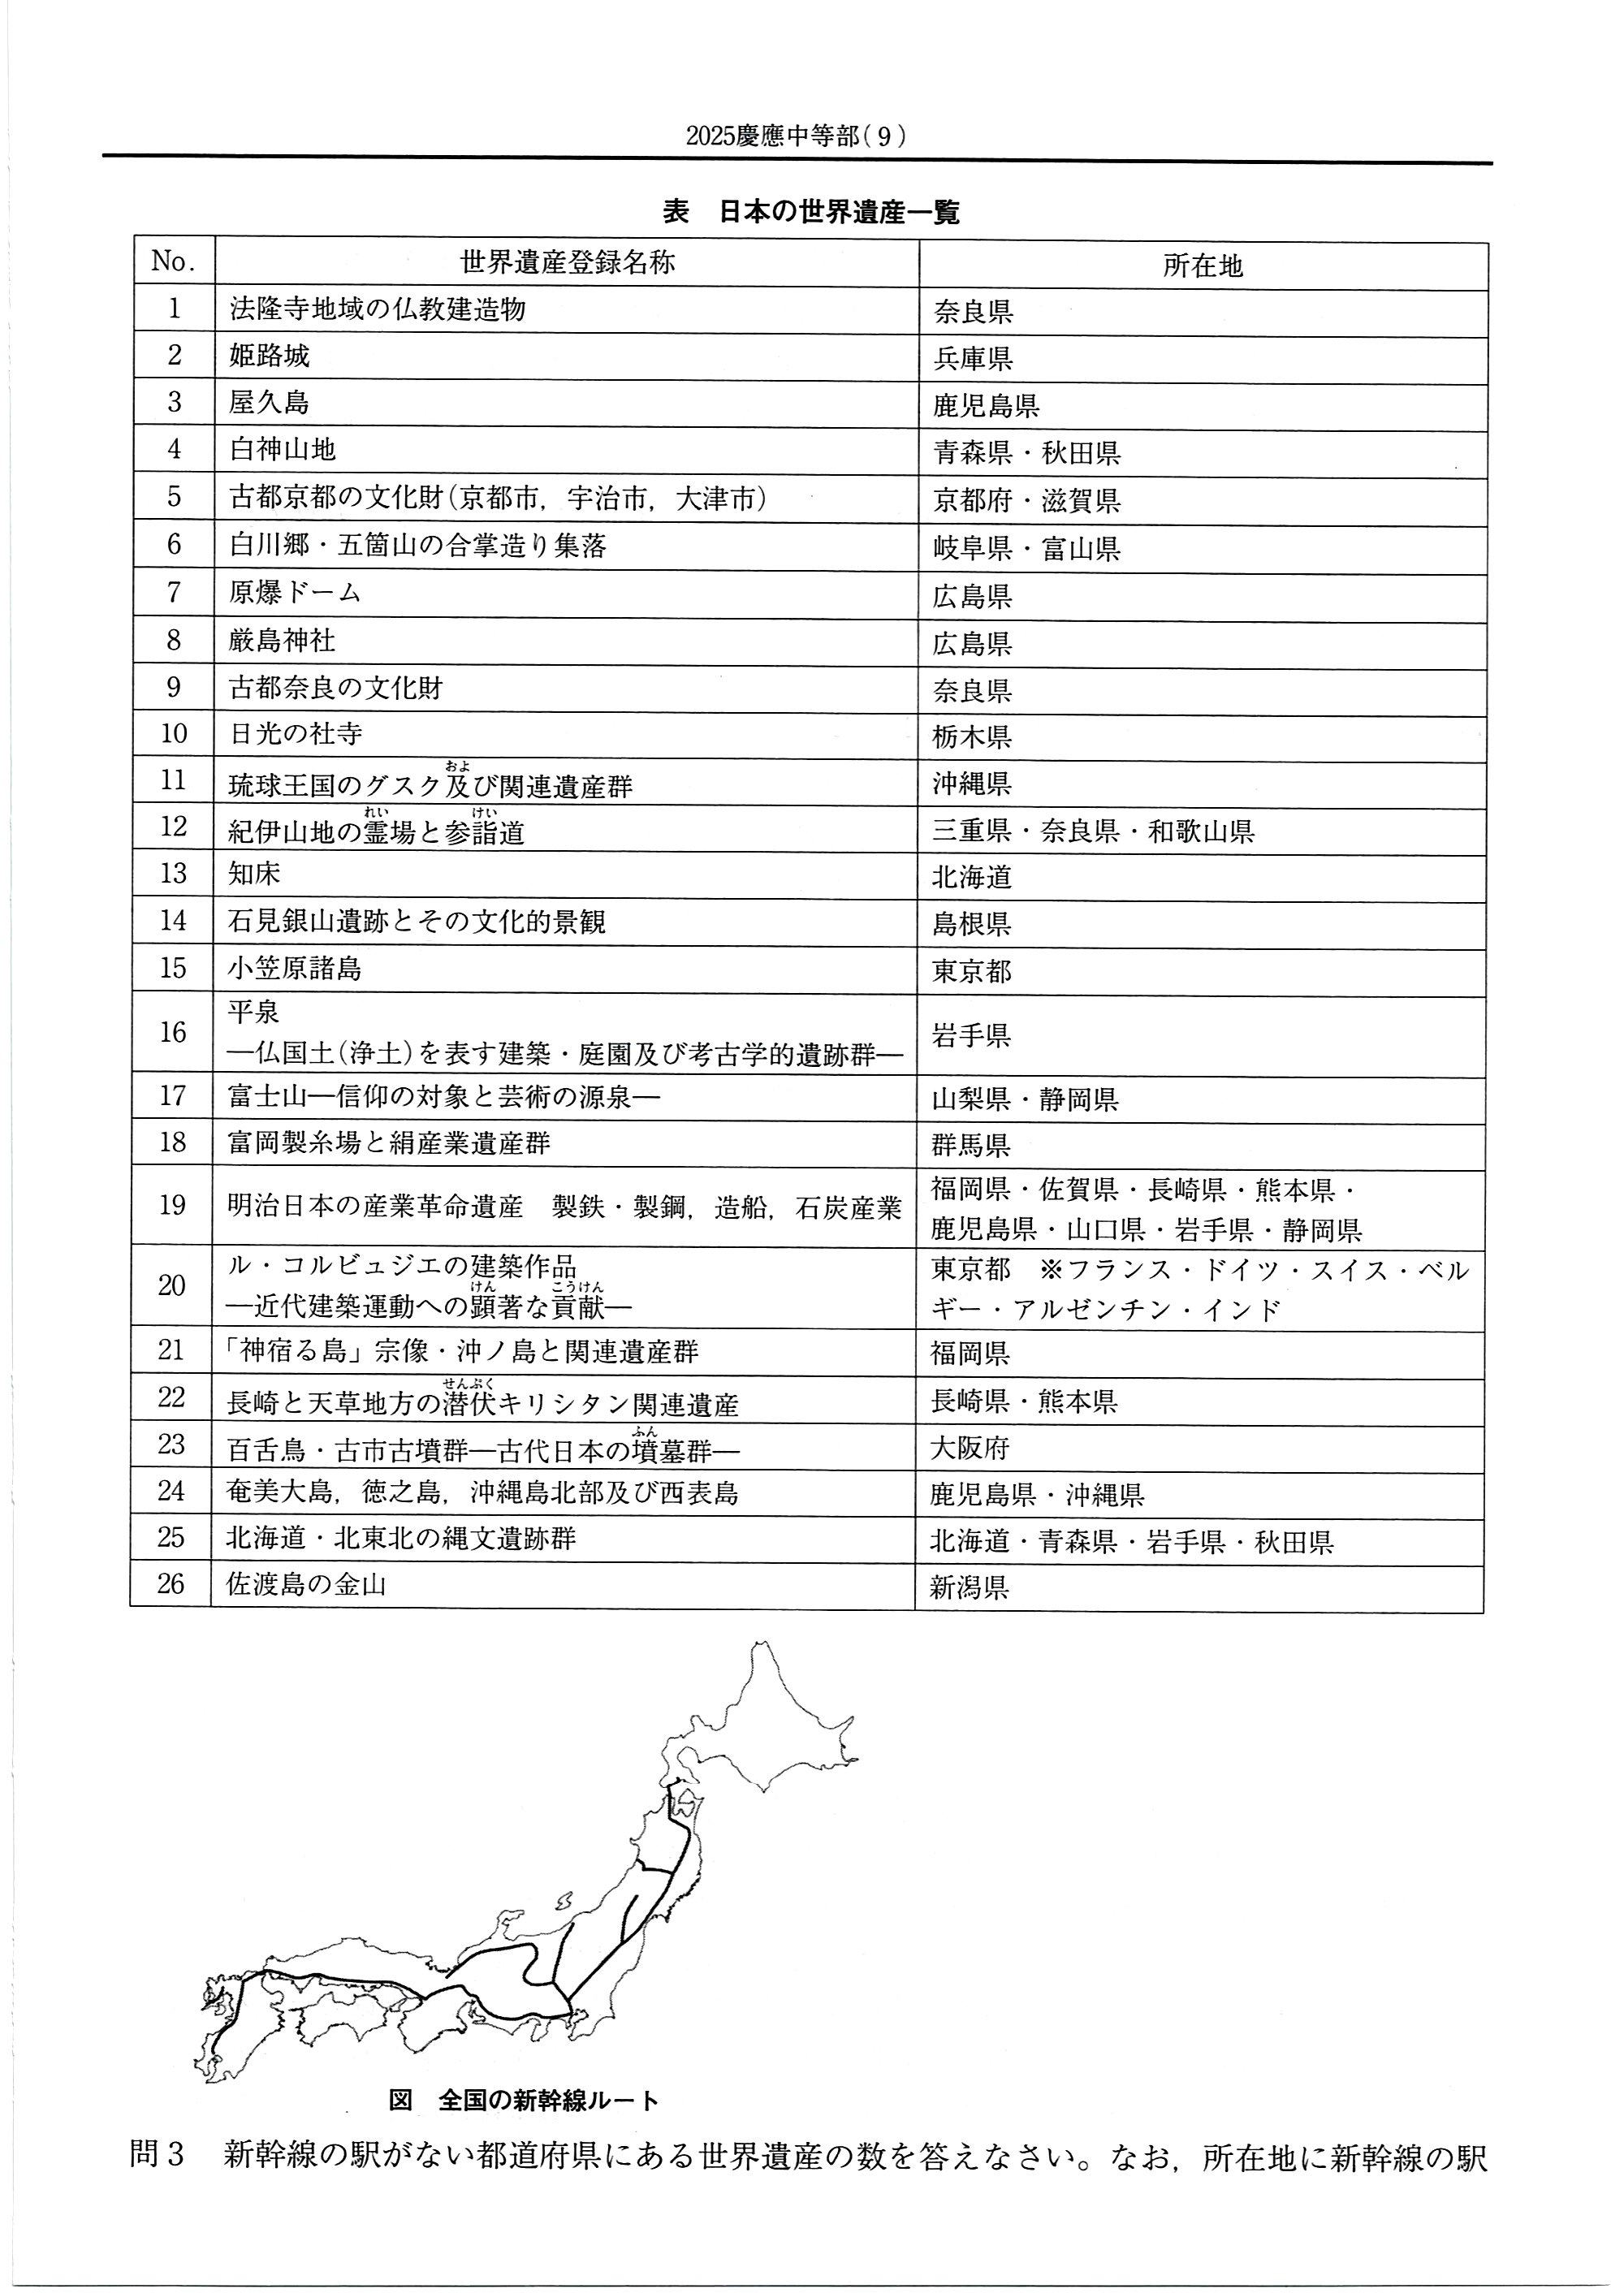 2025慶應中等部(9)
表　日本の世界遺産一覧
No.　世界遺産登録名称　所在地
1　法隆寺地域の仏教建造物　奈良県
2　姫路城　兵庫県
3　屋久島　鹿児島県
4　白神山地　青森県・秋田県
5　古都京都の文化財(京都市，宇治市，大津市)　京都府・滋賀県
6　白川郷・五箇山の合掌造り集落　岐阜県・富山県
7　原爆ドーム　広島県
8　厳島神社　広島県
9　古都奈良の文化財　奈良県
10　日光の社寺　栃木県
およ
11　琉球王国のグスク及び関連遺産群　沖縄県
れい　けい
12　紀伊山地の霊場と参詣道　三重県・奈良県・和歌山県
13　知床　北海道
14　石見銀山遺跡とその文化的景観　島根県
15　小笠原諸島　東京都
16　平泉
―仏国土(浄土)を表す建築・庭園及び考古学的遺跡群―　岩手県
17　富士山―信仰の対象と芸術の源泉―　山梨県・静岡県
18　富岡製糸場と絹産業遺産群　群馬県
19　明治日本の産業革命遺産　製鉄・製鋼，造船，石炭産業　福岡県・佐賀県・長崎県・熊本県・
鹿児島県・山口県・岩手県・静岡県
20　ル・コルビュジエの建築作品　東京都　※フランス・ドイツ・スイス・ベル
けん　こうけん
―近代建築運動への顕著な貢献―　ギー・アルゼンチン・インド
21　「神宿る島」宗像・沖ノ島と関連遺産群　福岡県
せんぷく
22　長崎と天草地方の潜伏キリシタン関連遺産　長崎県・熊本県
ふん
23　百舌鳥・古市古墳群―古代日本の墳墓群―　大阪府
24　奄美大島，徳之島，沖縄島北部及び西表島　鹿児島県・沖縄県
25　北海道・北東北の縄文遺跡群　北海道・青森県・岩手県・秋田県
26　佐渡島の金山　新潟県
図　全国の新幹線ルート
問3　新幹線の駅がない都道府県にある世界遺産の数を答えなさい。なお，所在地に新幹線の駅